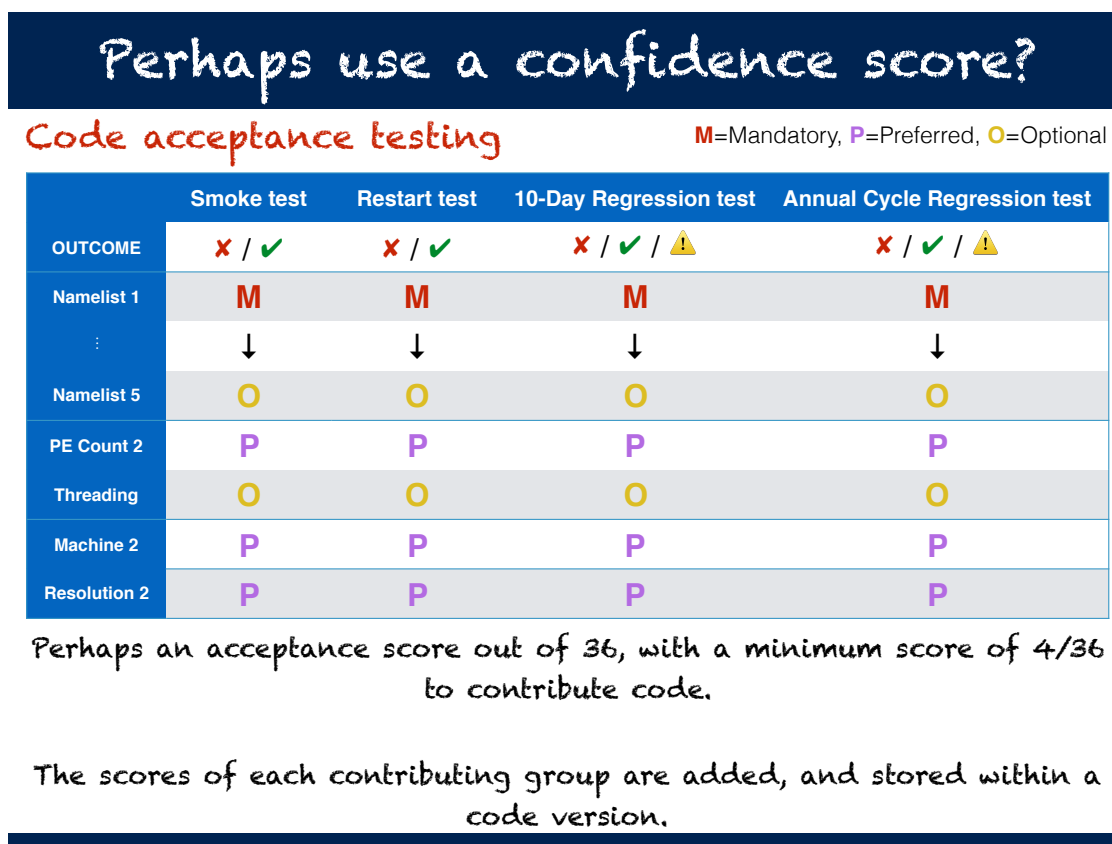 Perhaps use a confidence score?
Code acceptance testing
M=Mandatory, P=Preferred, O=Optional
Smoke test Restart test 10-Day Regression test Annual Cycle Regression test
OUTCOME ✘ / ✔ ✘ / ✔ ✘ / ✔ / ⚠ ✘ / ✔ / ⚠
Namelist 1 M M M M
⋮ ↓ ↓ ↓ ↓
Namelist 5 O O O O
PE Count 2 P P P P
Threading O O O O
Machine 2 P P P P
Resolution 2 P P P P
Perhaps an acceptance score out of 36, with a minimum score of 4/36
to contribute code.
The scores of each contributing group are added, and stored within a
code version.